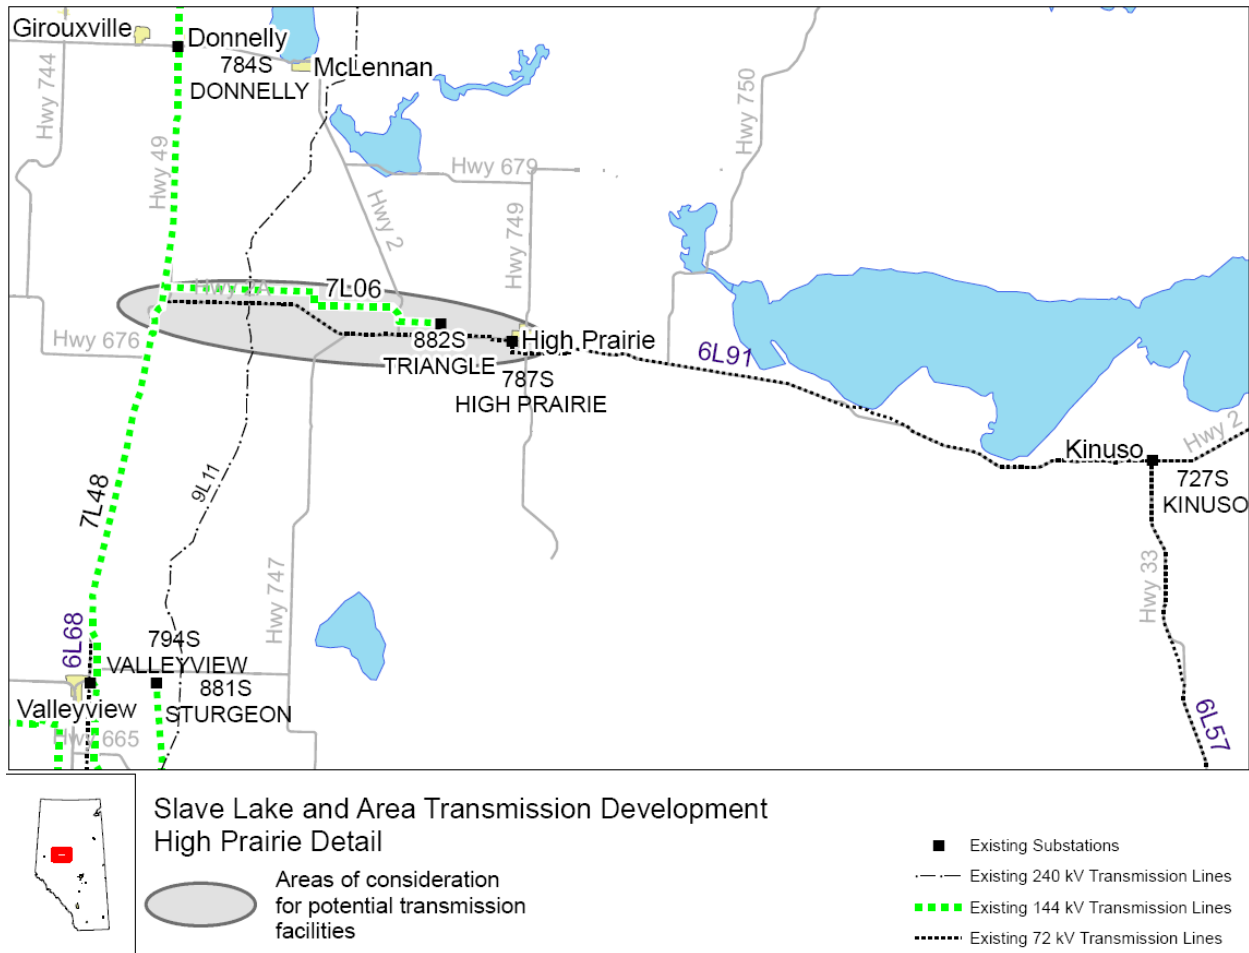 Girouxville
Donnelly
784S
DONNELLY
McLennan
Hwy 744
Hwy 49
Hwy 750
Hwy 679
Hwy 2
Hwy 749
Hwy 2A
7L06
Hwy 676
882S
TRIANGLE
High Prairie
787S
HIGH PRAIRIE
6L91
Kinuso
Hwy 2
727S
KINUSO
9L11
7L48
Hwy 747
Hwy 33
6L68
794S
VALLEYVIEW
881S
STURGEON
Valleyview
Hwy 665
6L57
Slave Lake and Area Transmission Development
High Prairie Detail
Areas of consideration
for potential transmission
facilities
Existing Substations
Existing 240 kV Transmission Lines
Existing 144 kV Transmission Lines
Existing 72 kV Transmission Lines